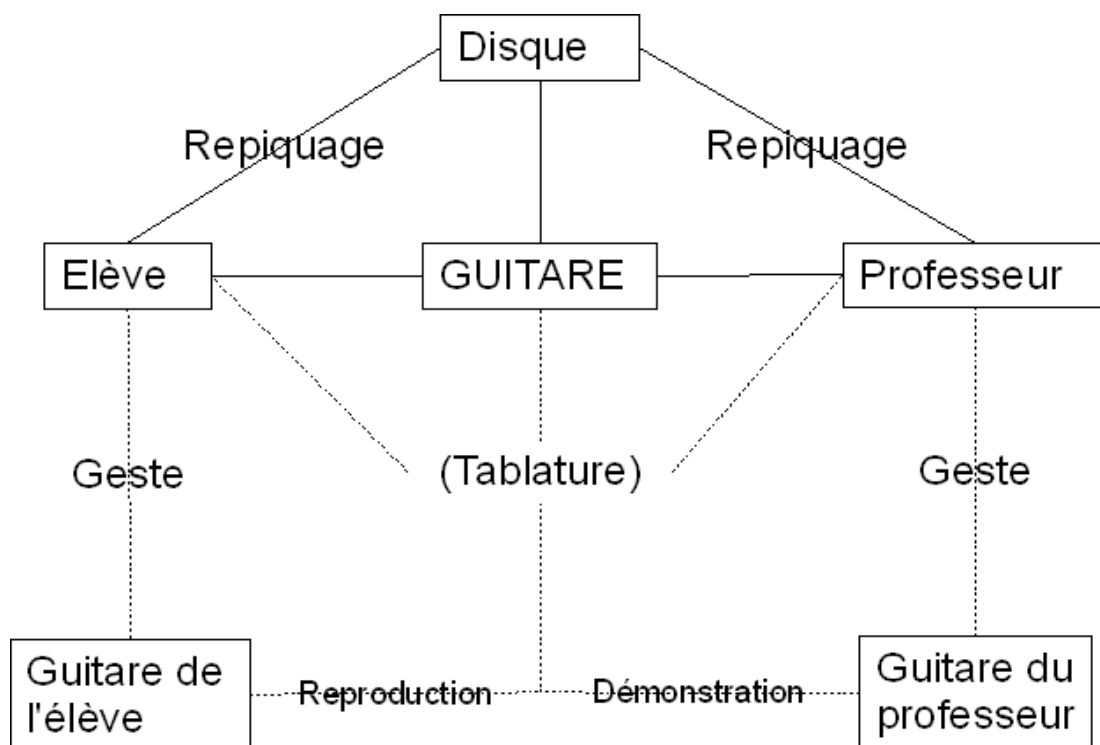 Disque
Repiquage
Repiquage
Elève
GUITARE
Professeur
Geste
(Tablature)
Geste
Guitare de
l'élève
Reproduction
Démonstration
Guitare du
professeur